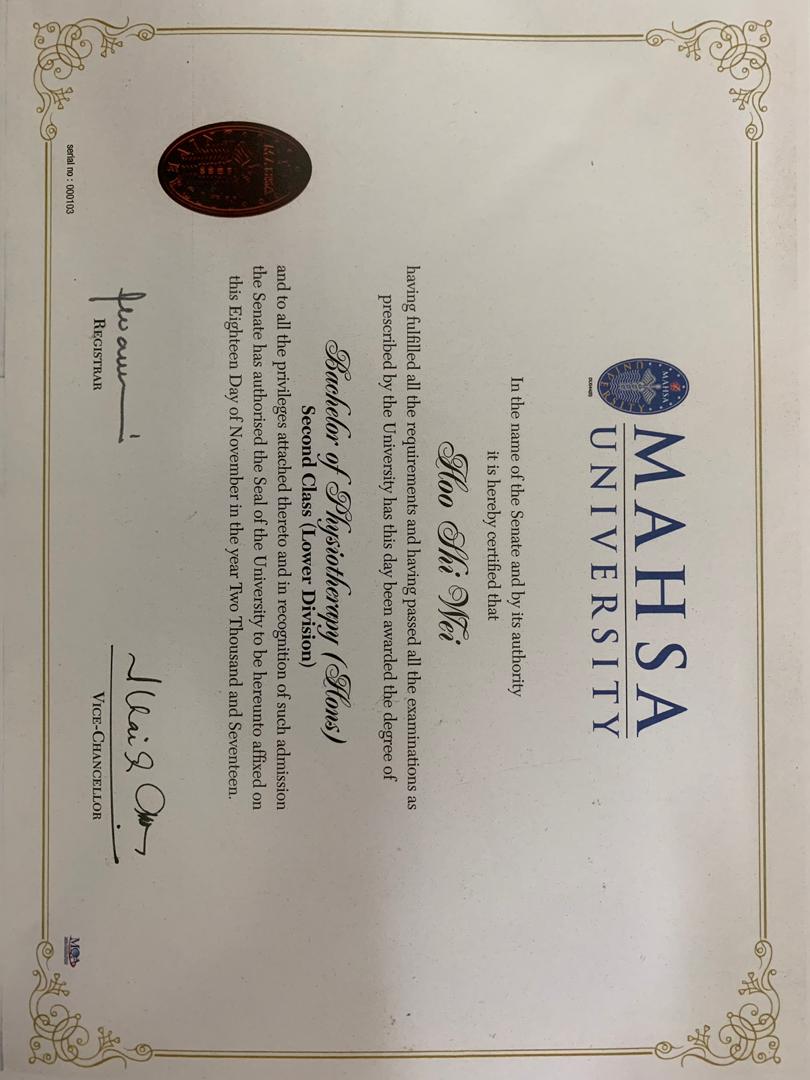 MAHSA
UNIVERSITY
In the name of the Senate and by its authority
it is hereby certified that
Hoo Shi Wei
having fulfilled all the requirements and having passed all the examinations as
prescribed by the University has this day been awarded the degree of
Bachelor of Physiotherapy (Hons)
Second Class (Lower Division)
and to all the privileges attached thereto and in recognition of such admission
the Senate has authorised the Seal of the University to be hereunto affixed on
this Eighteen Day of November in the year Two Thousand and Seventeen.
REGISTRAR
VICE-CHANCELLOR
serial no : 000103
MQA